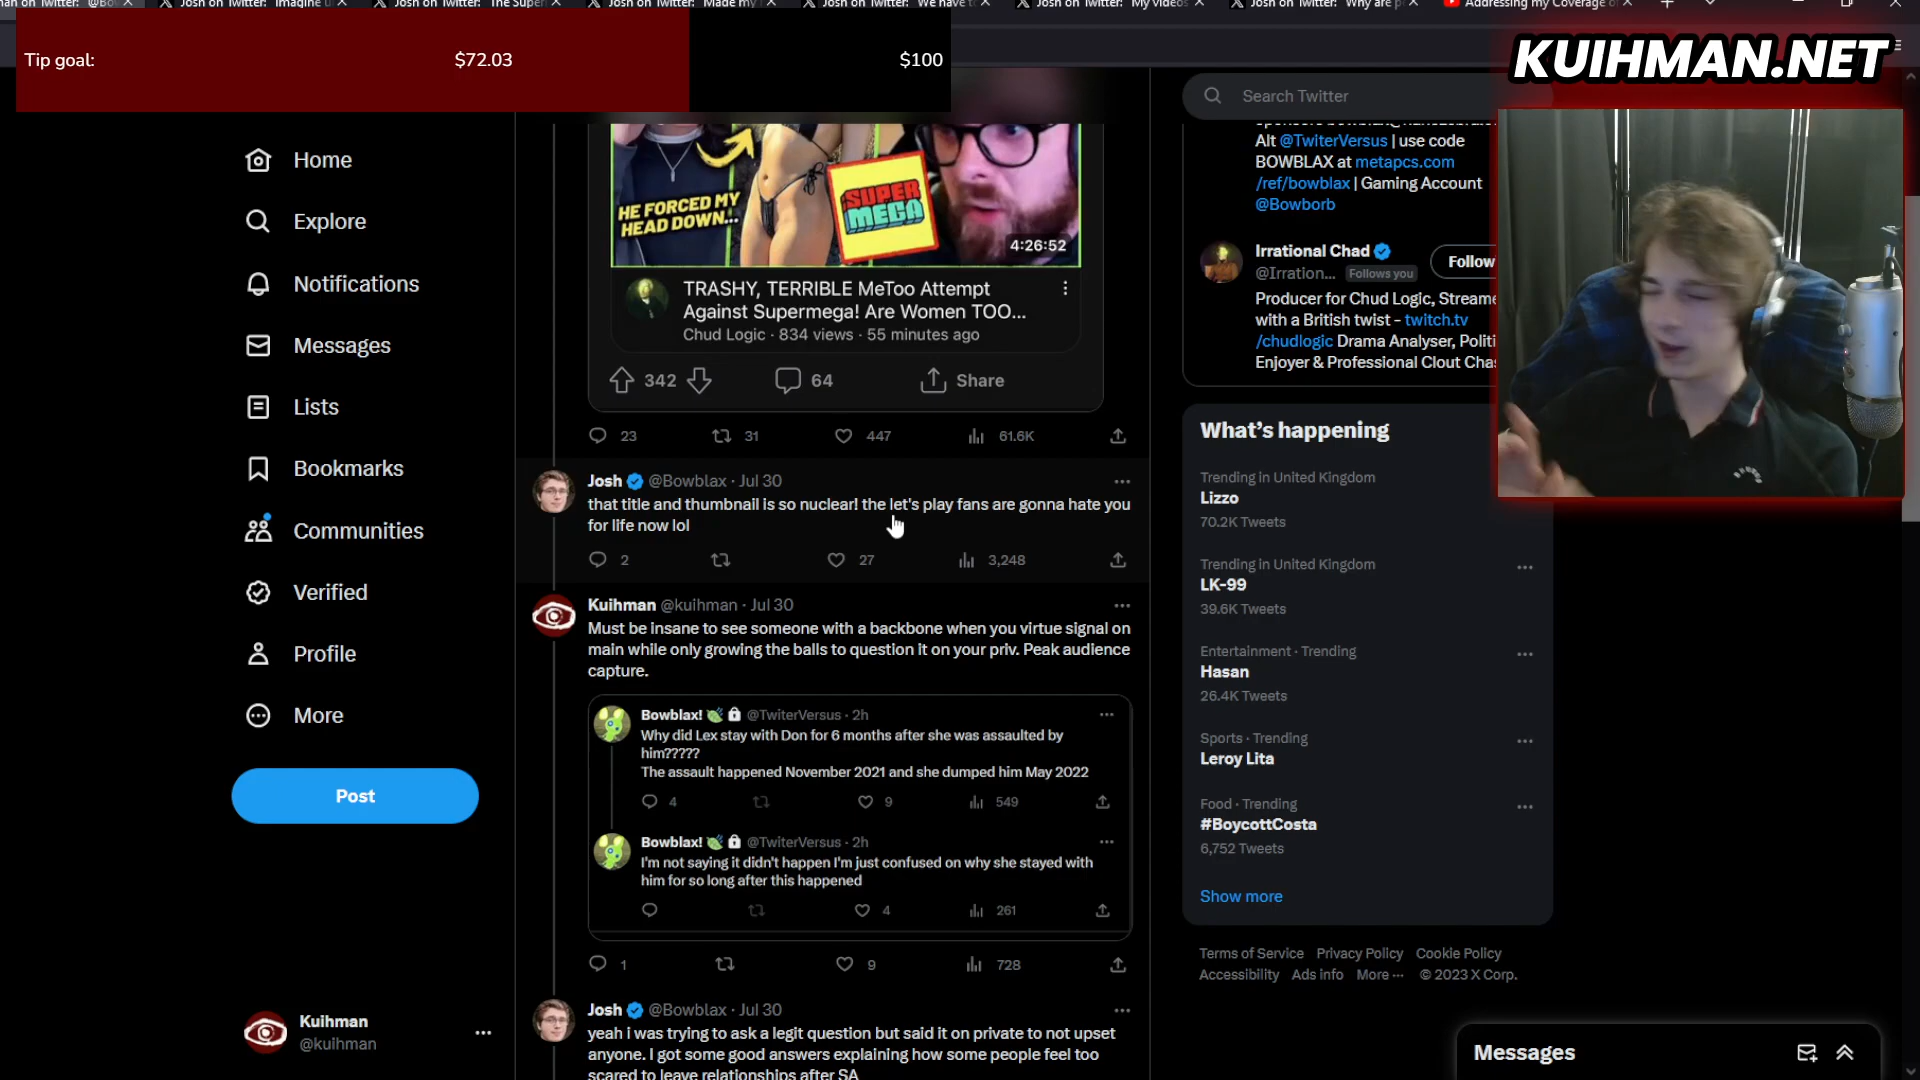 Josh on Twitter: "Imagine u
Josh on Twitter: "The Super
Josh on Twitter: "Made my
Josh on Twitter: "We have t
Josh on Twitter: "My videos
Josh on Twitter: "Why are p
Addressing my Coverage o
Tip goal:
$72.03
$100
KUIHMAN.NET
Home
Explore
Notifications
Messages
Lists
Bookmarks
Communities
Verified
Profile
More
Post
Kuihman
@kuihman
HE FORCED MY
HEAD DOWN...
SUPER
MEGA
4:26:52
TRASHY, TERRIBLE MeToo Attempt
Against Supermega! Are Women TOO...
Chud Logic · 834 views · 55 minutes ago
342
64
Share
23
31
447
61.6K
Josh @Bowblax · Jul 30
that title and thumbnail is so nuclear! the let's play fans are gonna hate you
for life now lol
2
27
3,248
Kuihman @kuihman · Jul 30
Must be insane to see someone with a backbone when you virtue signal on
main while only growing the balls to question it on your priv. Peak audience
capture.
Bowblax! @TwiterVersus · 2h
Why did Lex stay with Don for 6 months after she was assaulted by
him?????
The assault happened November 2021 and she dumped him May 2022
4
9
549
Bowblax! @TwiterVersus · 2h
I'm not saying it didn't happen I'm just confused on why she stayed with
him for so long after this happened
4
261
1
9
728
Josh @Bowblax · Jul 30
yeah i was trying to ask a legit question but said it on private to not upset
anyone. I got some good answers explaining how some people feel too
scared to leave relationships after SA
Search Twitter
Alt @TwiterVersus | use code
BOWBLAX at metapcs.com
/ref/bowblax | Gaming Account
@Bowborb
Irrational Chad
@Irration... Follows you
Follow
Producer for Chud Logic, Streame
with a British twist - twitch.tv
/chudlogic Drama Analyser, Politi
Enjoyer & Professional Clout Chas
What's happening
Trending in United Kingdom
Lizzo
70.2K Tweets
Trending in United Kingdom
LK-99
39.6K Tweets
Entertainment · Trending
Hasan
26.4K Tweets
Sports · Trending
Leroy Lita
Food · Trending
#BoycottCosta
6,752 Tweets
Show more
Terms of Service Privacy Policy Cookie Policy
Accessibility Ads info More ··· © 2023 X Corp.
Messages